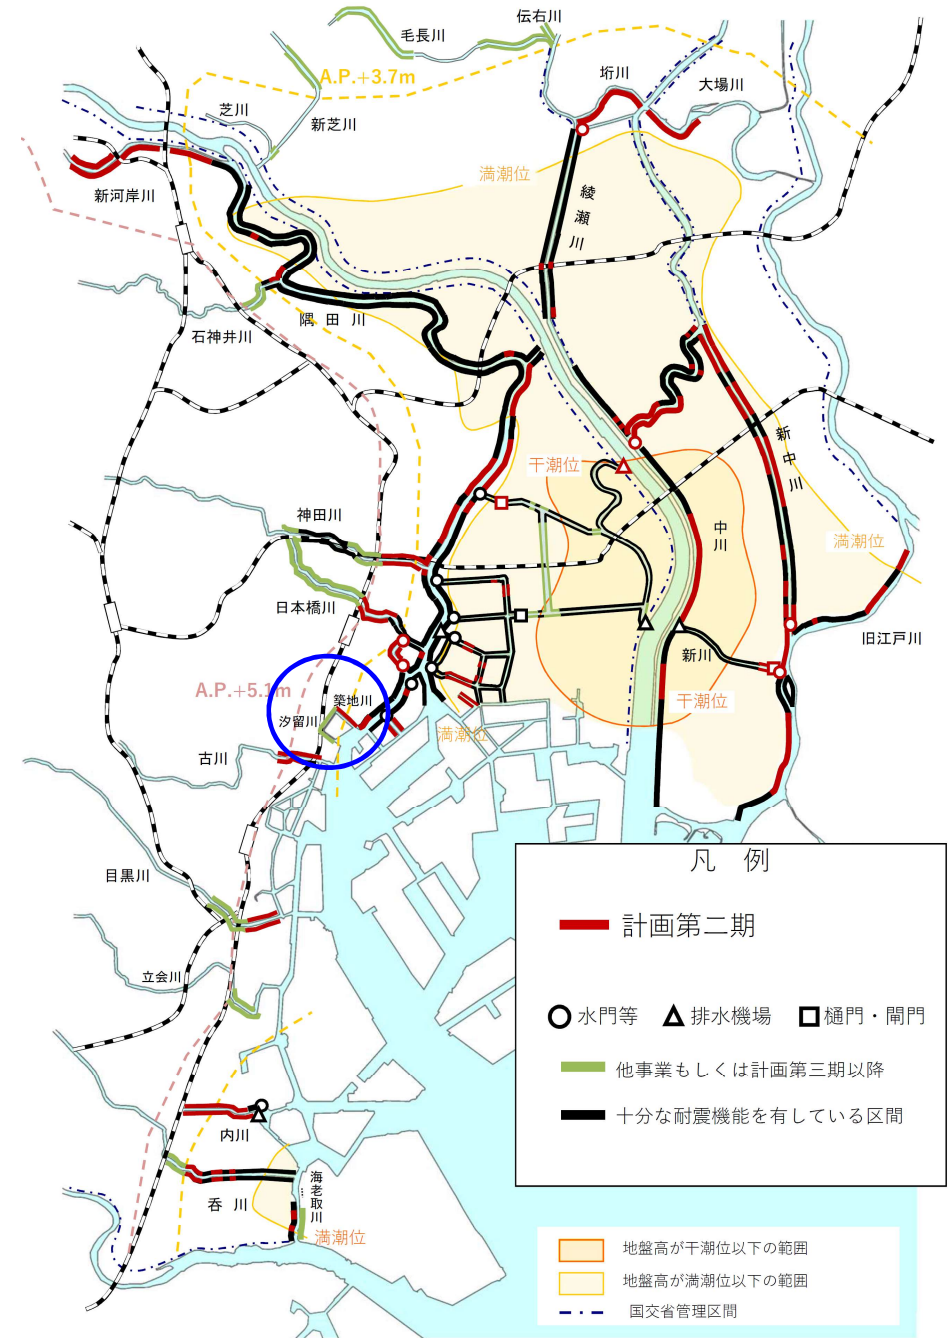 伝右川
毛長川
A.P.+3.7m
垳川
大場川
芝川
新芝川
満潮位
新河岸川
綾瀬川
隅田川
石神井川
新中川
干潮位
神田川
中川
満潮位
日本橋川
旧江戸川
新川
A.P.+5.1m
築地川
干潮位
汐留川
満潮位
古川
凡 例
目黒川
計画第二期
立会川
水門等
排水機場
樋門・閘門
他事業もしくは計画第三期以降
十分な耐震機能を有している区間
内川
呑川
海老取川
満潮位
地盤高が干潮位以下の範囲
地盤高が満潮位以下の範囲
国交省管理区間